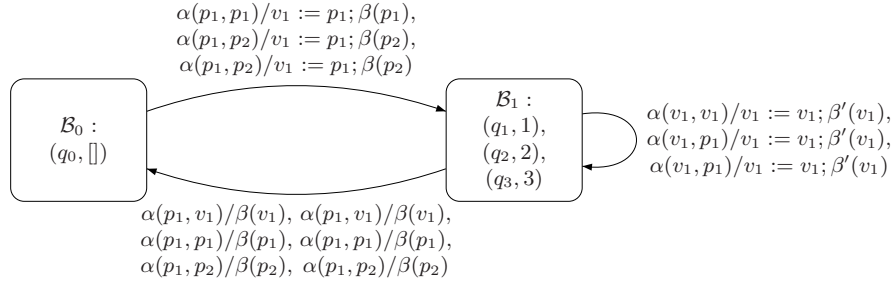 α(p₁, p₁)/v₁ := p₁; β(p₁),
α(p₁, p₂)/v₁ := p₁; β(p₂),
α(p₁, p₂)/v₁ := p₁; β(p₂)
ℬ₀ :
(q₀, [])
ℬ₁ :
(q₁, 1),
(q₂, 2),
(q₃, 3)
α(v₁, v₁)/v₁ := v₁; β′(v₁),
α(v₁, p₁)/v₁ := v₁; β′(v₁),
α(v₁, p₁)/v₁ := v₁; β′(v₁)
α(p₁, v₁)/β(v₁), α(p₁, v₁)/β(v₁),
α(p₁, p₁)/β(p₁), α(p₁, p₁)/β(p₁),
α(p₁, p₂)/β(p₂), α(p₁, p₂)/β(p₂)